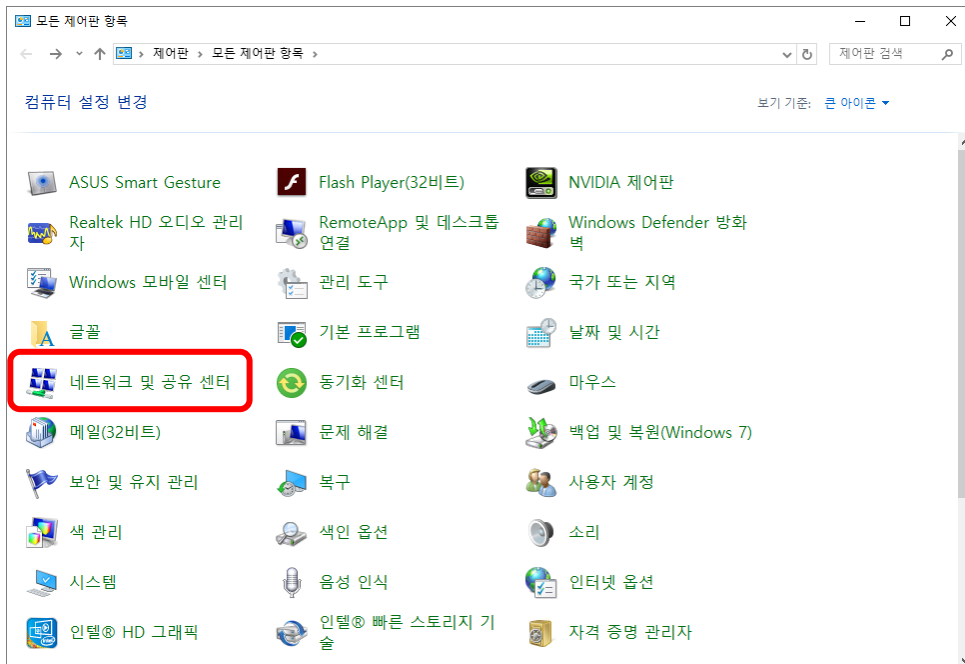 모든 제어판 항목
제어판 › 모든 제어판 항목 ›
제어판 검색
컴퓨터 설정 변경
보기 기준: 큰 아이콘
ASUS Smart Gesture
Flash Player(32비트)
NVIDIA 제어판
Realtek HD 오디오 관리
자
RemoteApp 및 데스크톱
연결
Windows Defender 방화
벽
Windows 모바일 센터
관리 도구
국가 또는 지역
글꼴
기본 프로그램
날짜 및 시간
네트워크 및 공유 센터
동기화 센터
마우스
메일(32비트)
문제 해결
백업 및 복원(Windows 7)
보안 및 유지 관리
복구
사용자 계정
색 관리
색인 옵션
소리
시스템
음성 인식
인터넷 옵션
인텔® HD 그래픽
인텔® 빠른 스토리지 기
술
자격 증명 관리자